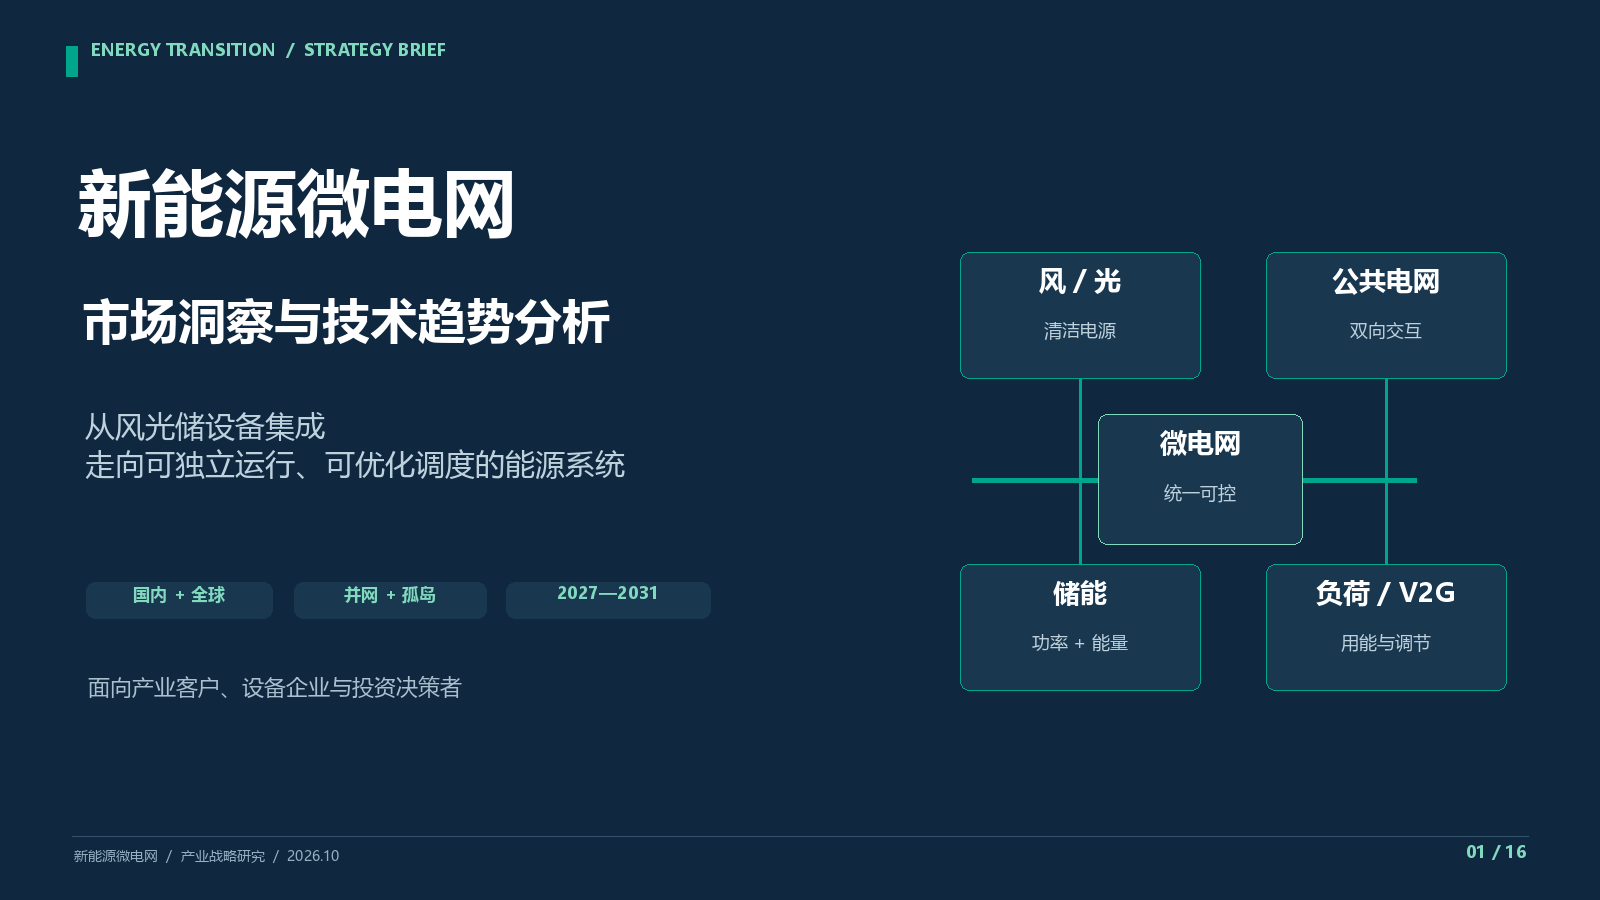 ENERGY TRANSITION / STRATEGY BRIEF
新能源微电网
市场洞察与技术趋势分析
从风光储设备集成
走向可独立运行、可优化调度的能源系统
国内 + 全球
并网 + 孤岛
2027—2031
面向产业客户、设备企业与投资决策者
风 / 光
清洁电源
公共电网
双向交互
微电网
统一可控
储能
功率 + 能量
负荷 / V2G
用能与调节
新能源微电网 / 产业战略研究 / 2026.10
01 / 16